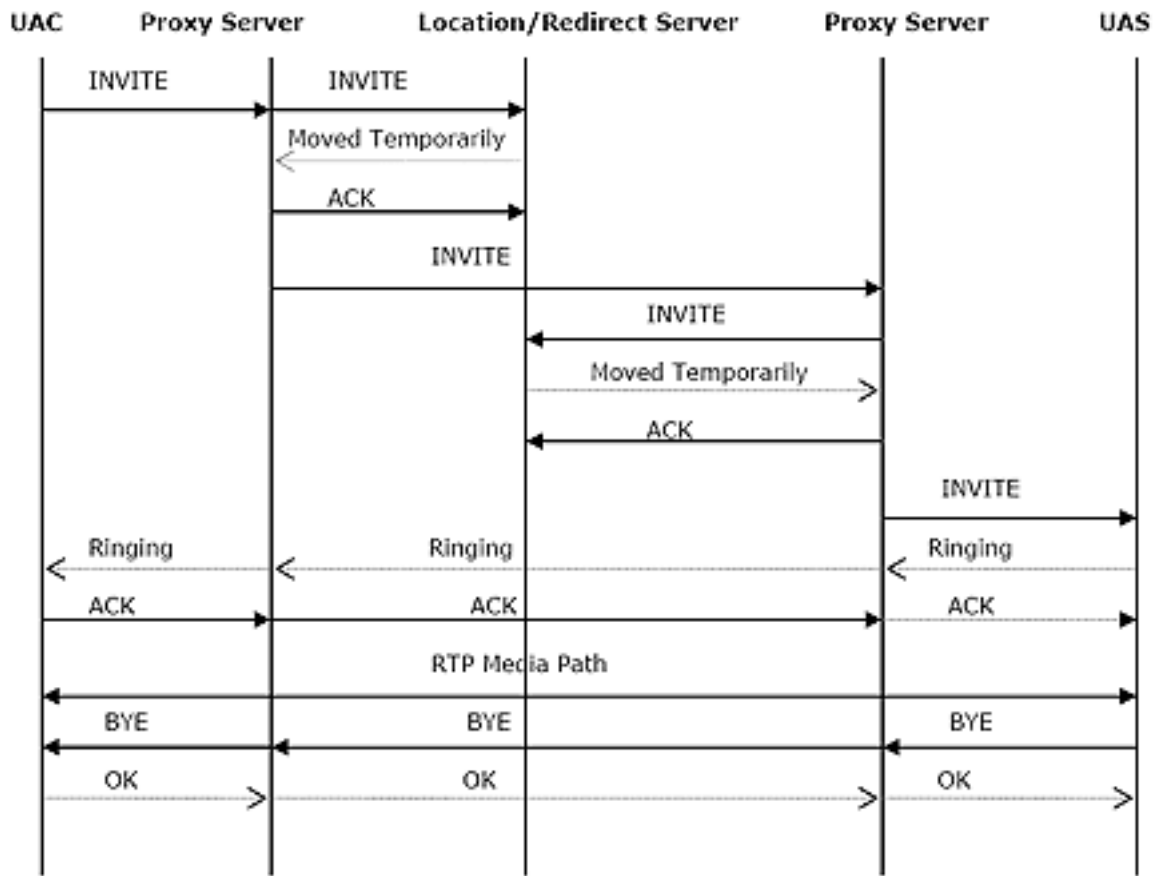 UAC Proxy Server Location/Redirect Server Proxy Server UAS
INVITE INVITE
Moved Temporarily
ACK
INVITE
INVITE
Moved Temporarily
ACK
INVITE
Ringing Ringing Ringing
ACK ACK ACK
RTP Media Path
BYE BYE BYE
OK OK OK